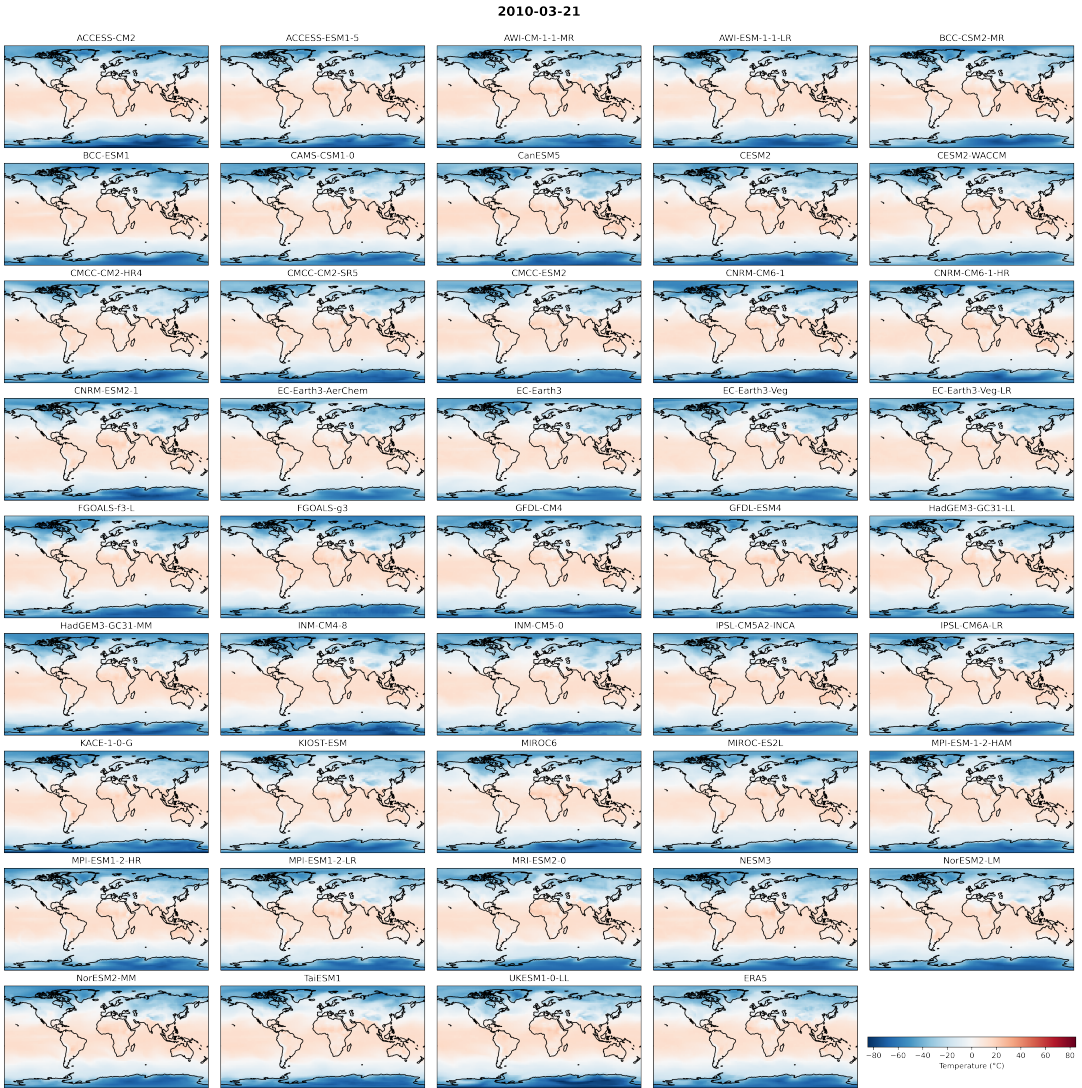 2010-03-21
ACCESS-CM2 ACCESS-ESM1-5 AWI-CM-1-1-MR AWI-ESM-1-1-LR BCC-CSM2-MR
BCC-ESM1 CAMS-CSM1-0 CanESM5 CESM2 CESM2-WACCM
CMCC-CM2-HR4 CMCC-CM2-SR5 CMCC-ESM2 CNRM-CM6-1 CNRM-CM6-1-HR
CNRM-ESM2-1 EC-Earth3-AerChem EC-Earth3 EC-Earth3-Veg EC-Earth3-Veg-LR
FGOALS-f3-L FGOALS-g3 GFDL-CM4 GFDL-ESM4 HadGEM3-GC31-LL
HadGEM3-GC31-MM INM-CM4-8 INM-CM5-0 IPSL-CM5A2-INCA IPSL-CM6A-LR
KACE-1-0-G KIOST-ESM MIROC6 MIROC-ES2L MPI-ESM-1-2-HAM
MPI-ESM1-2-HR MPI-ESM1-2-LR MRI-ESM2-0 NESM3 NorESM2-LM
NorESM2-MM TaiESM1 UKESM1-0-LL ERA5
−80 −60 −40 −20 0 20 40 60 80
Temperature (°C)